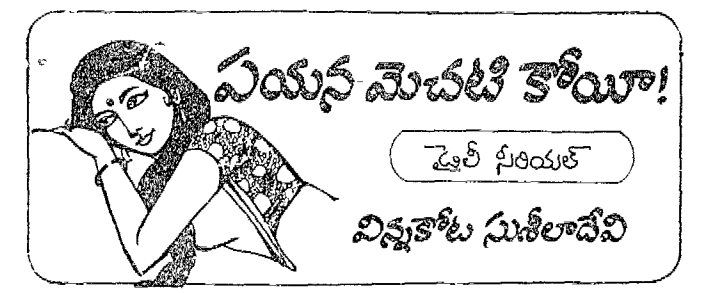 పయన మెచటి కోయీ!
డైలీ సీరియల్
విన్నకోట సుశీలాదేవి